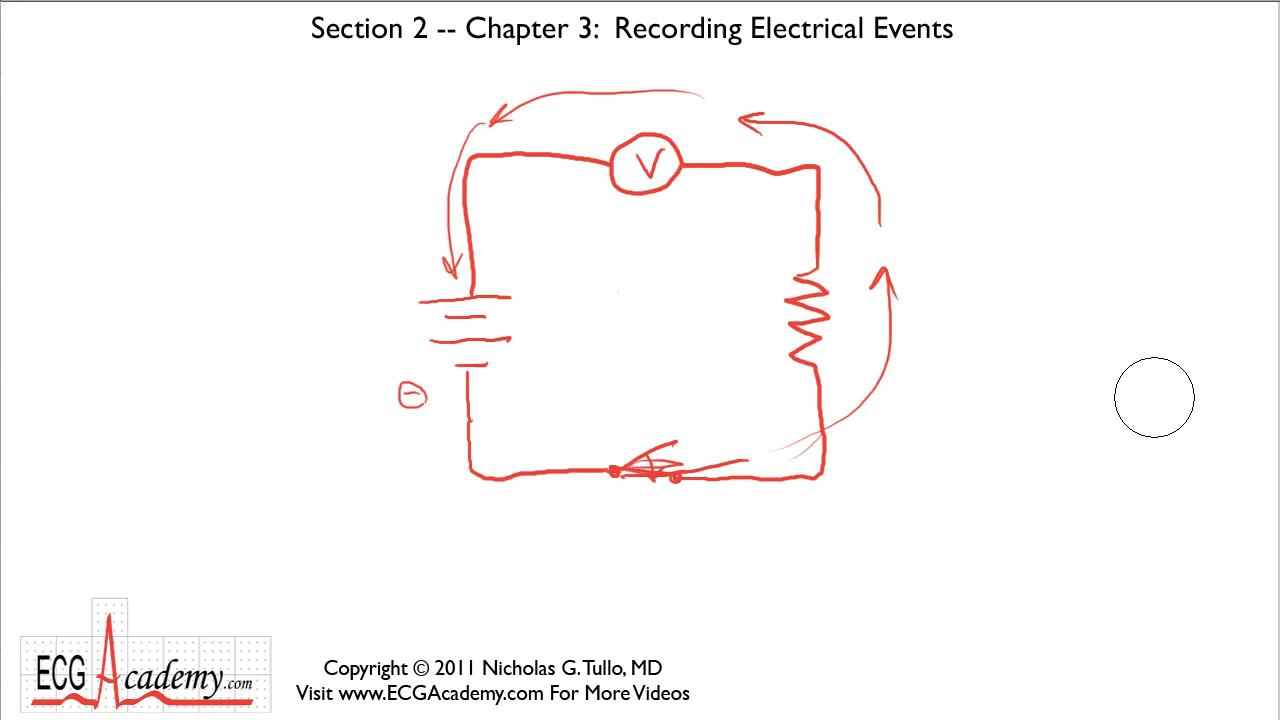 Section 2 -- Chapter 3: Recording Electrical Events
V
−
ECG Academy.com
Copyright © 2011 Nicholas G. Tullo, MD
Visit www.ECGAcademy.com For More Videos